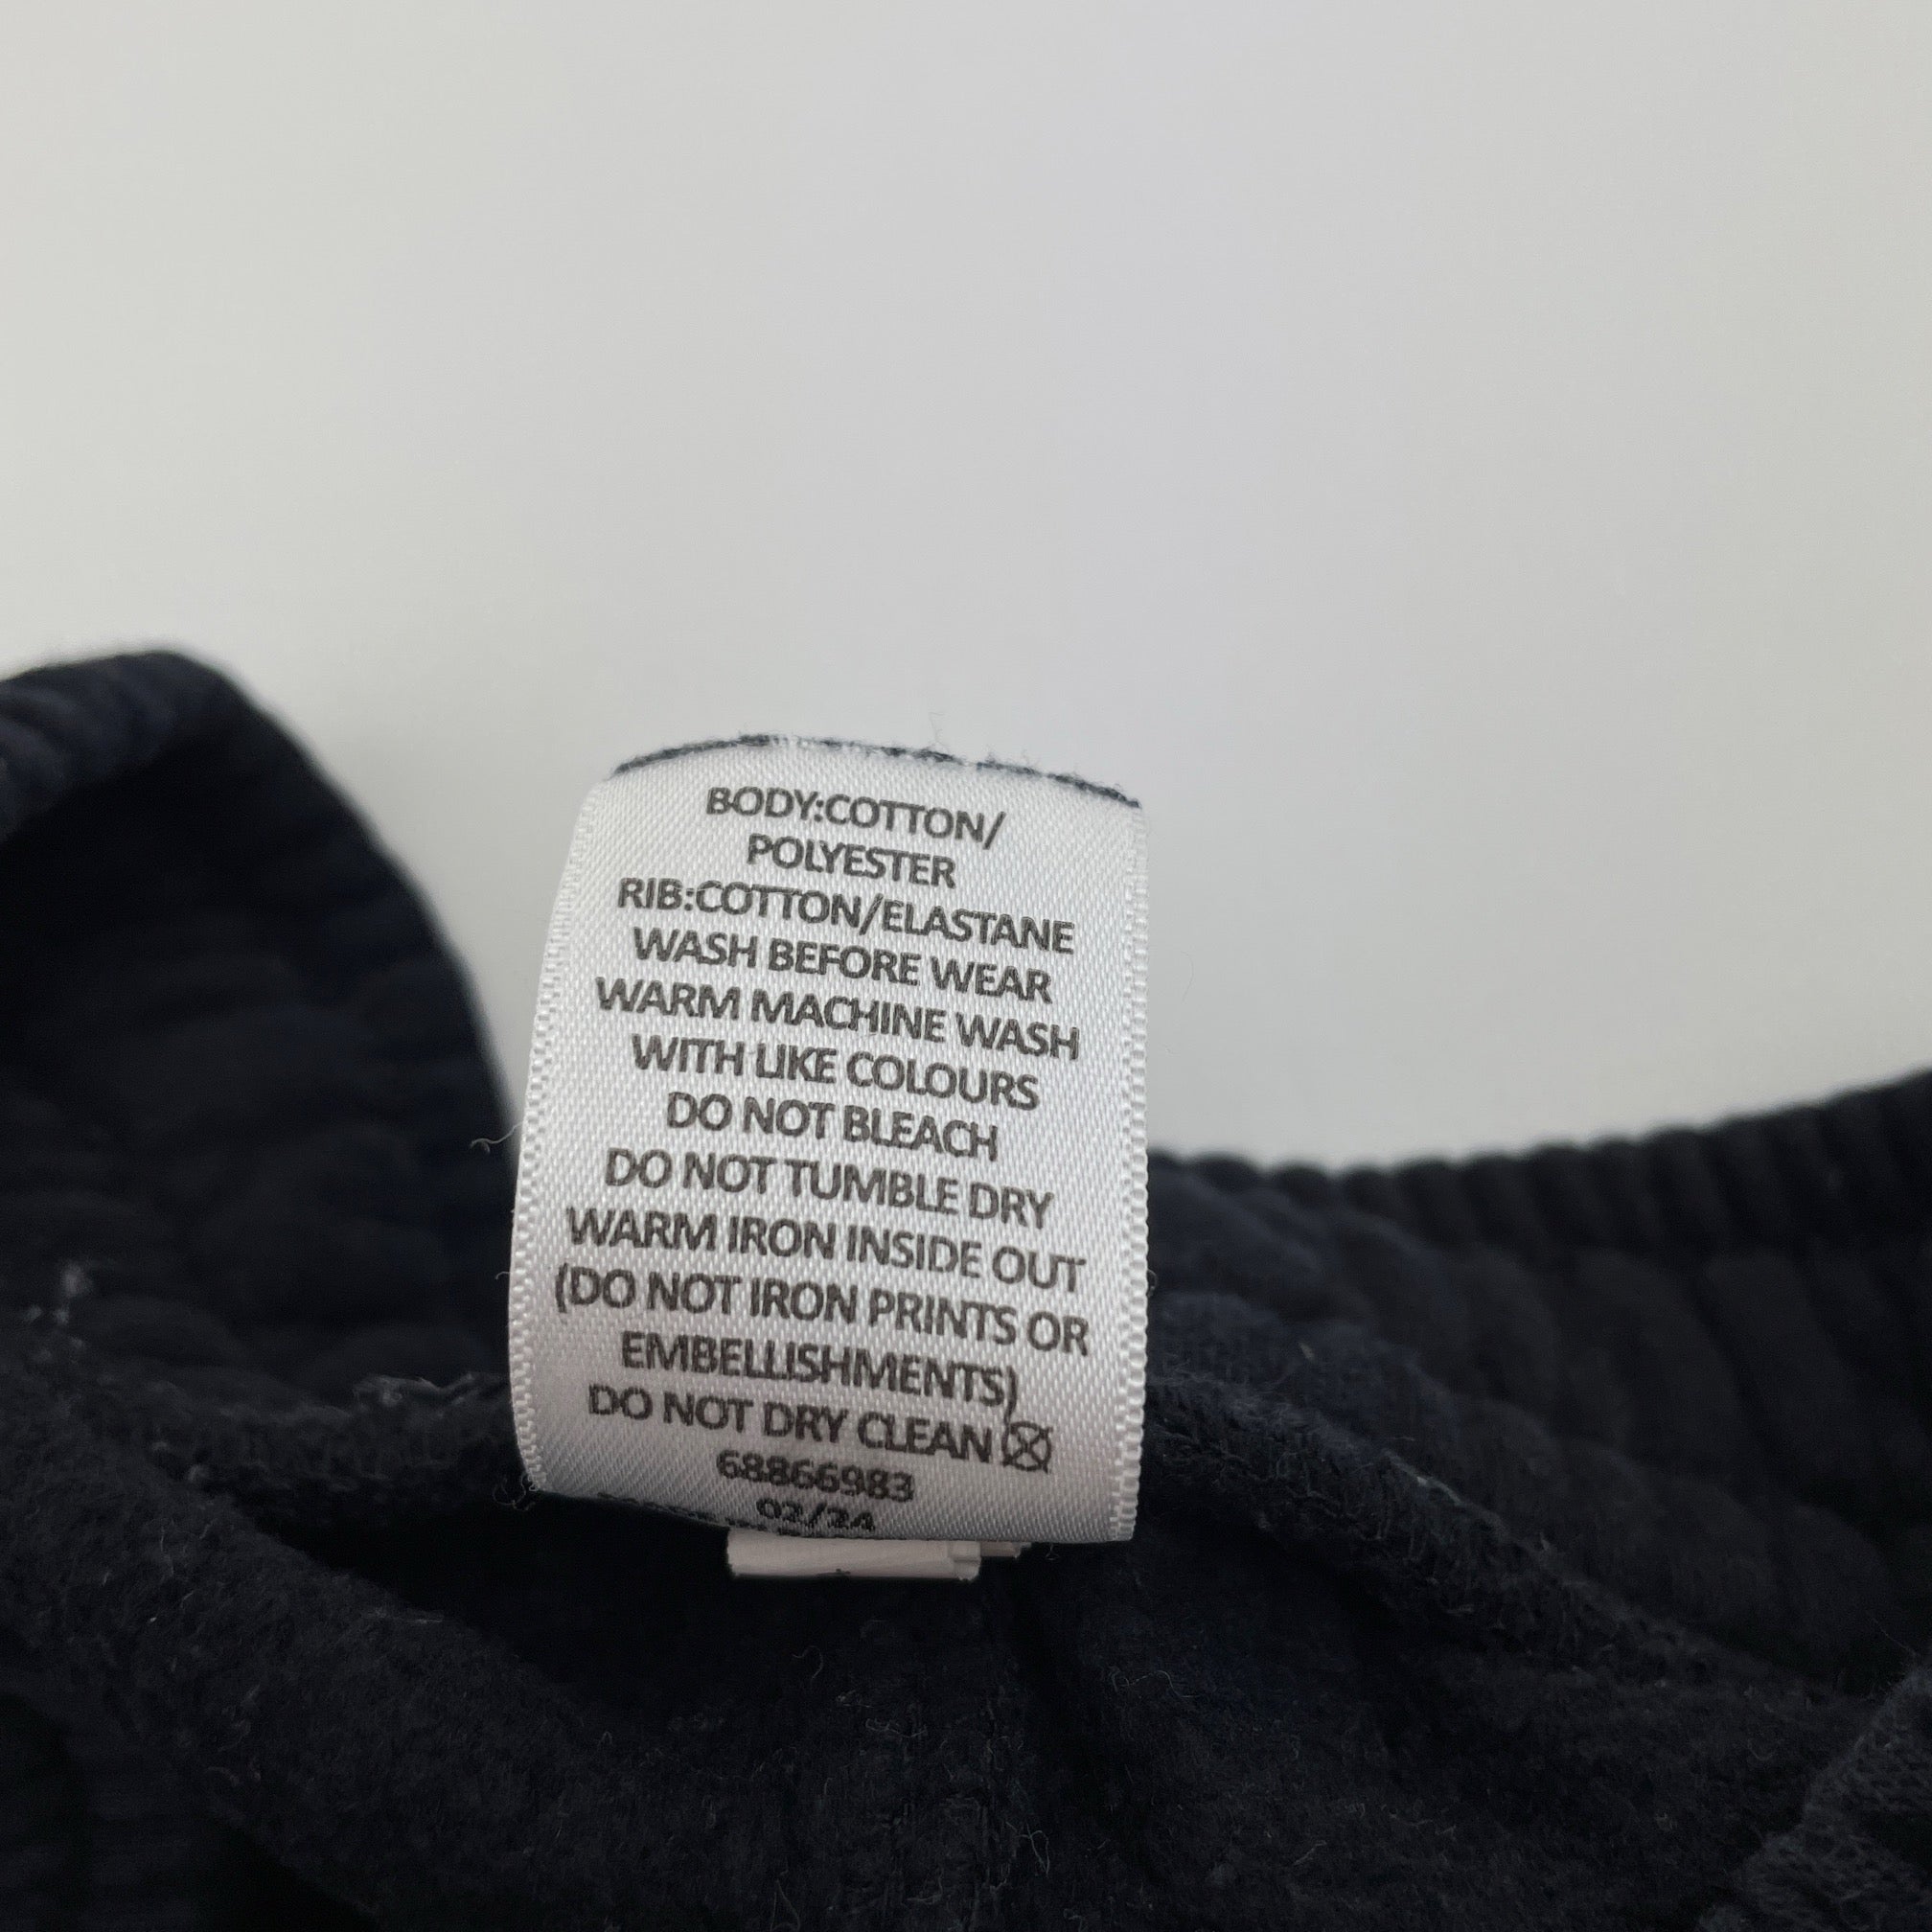 BODY:COTTON/
POLYESTER
RIB:COTTON/ELASTANE
WASH BEFORE WEAR
WARM MACHINE WASH
WITH LIKE COLOURS
DO NOT BLEACH
DO NOT TUMBLE DRY
WARM IRON INSIDE OUT
(DO NOT IRON PRINTS OR
EMBELLISHMENTS)
DO NOT DRY CLEAN
68866983
02/24